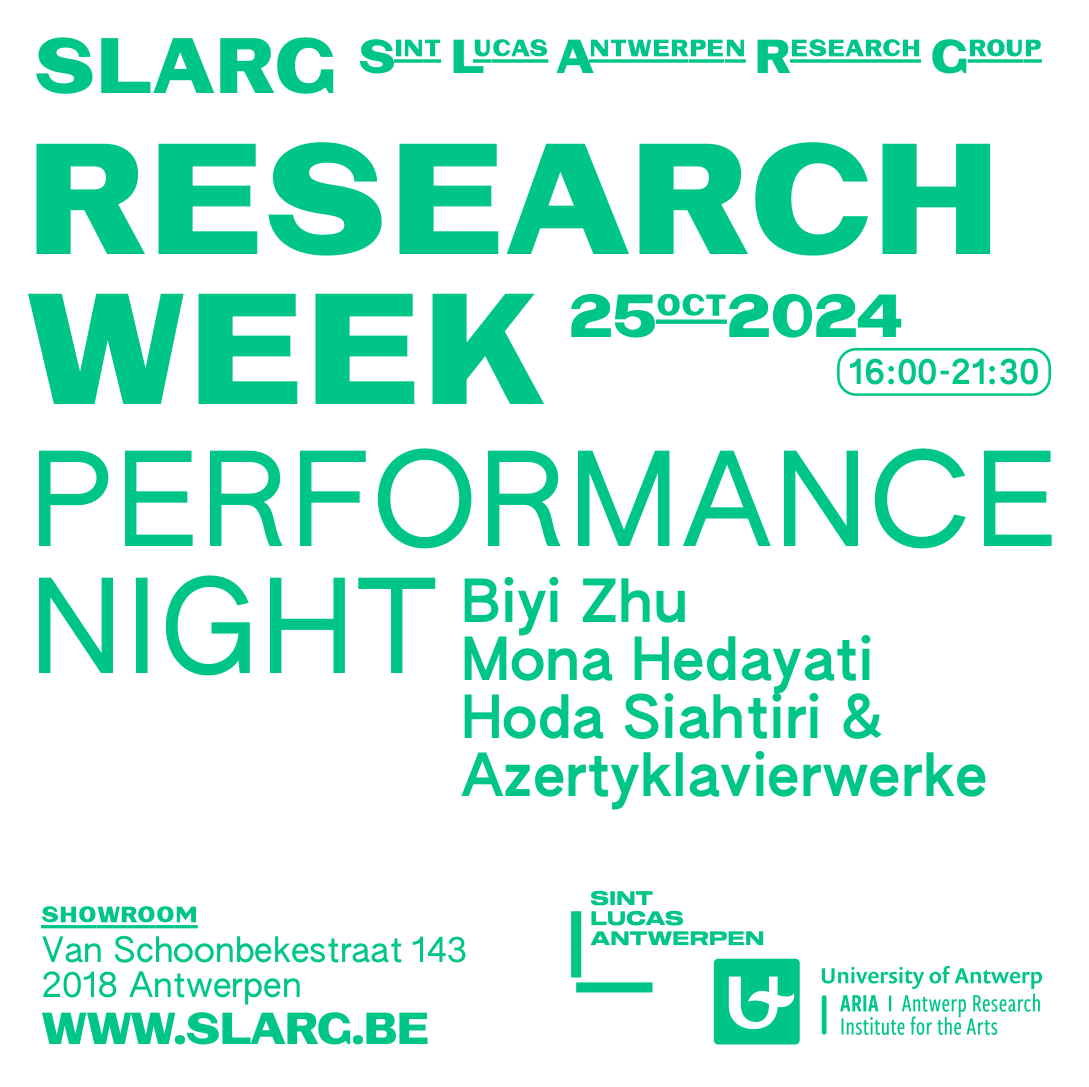 SLARG SINT LUCAS ANTWERPEN RESEARCH GROUP
RESEARCH
WEEK 25OCT2024
16:00-21:30
PERFORMANCE
NIGHT
Biyi Zhu
Mona Hedayati
Hoda Siahtiri &
Azertyklavierwerke
SHOWROOM
Van Schoonbekestraat 143
2018 Antwerpen
WWW.SLARG.BE
SINT
LUCAS
ANTWERPEN
University of Antwerp
ARIA | Antwerp Research
Institute for the Arts